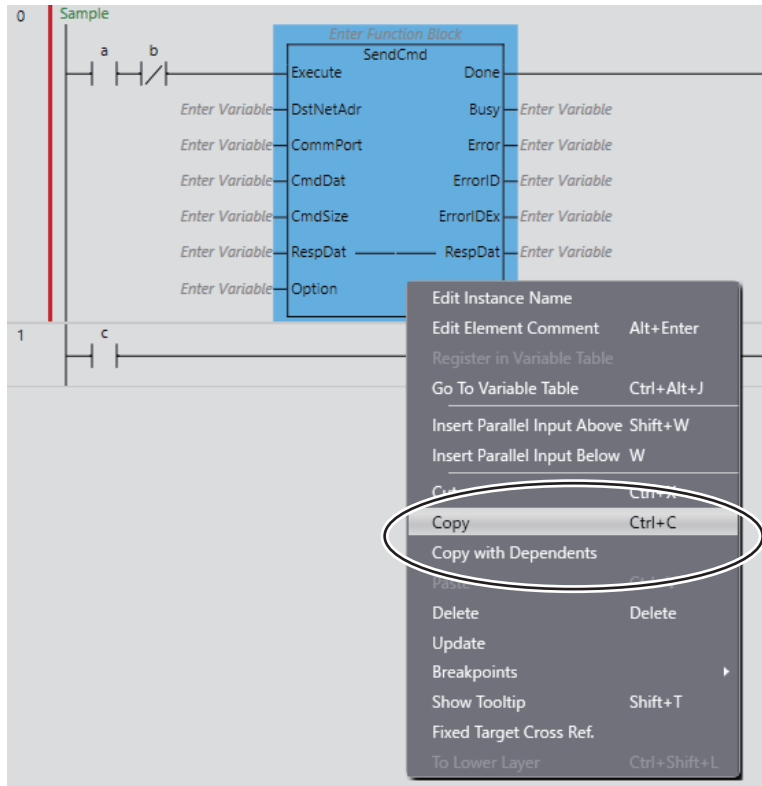 0 Sample
Enter Function Block
a b SendCmd
Execute Done
Enter Variable DstNetAdr Busy Enter Variable
Enter Variable CommPort Error Enter Variable
Enter Variable CmdDat ErrorID Enter Variable
Enter Variable CmdSize ErrorIDEx Enter Variable
Enter Variable RespDat RespDat Enter Variable
Enter Variable Option
1 c
Edit Instance Name
Edit Element Comment Alt+Enter
Register in Variable Table
Go To Variable Table Ctrl+Alt+J
Insert Parallel Input Above Shift+W
Insert Parallel Input Below W
Cut Ctrl+X
Copy Ctrl+C
Copy with Dependents
Paste
Delete Delete
Update
Breakpoints
Show Tooltip Shift+T
Fixed Target Cross Ref.
To Lower Layer Ctrl+Shift+L